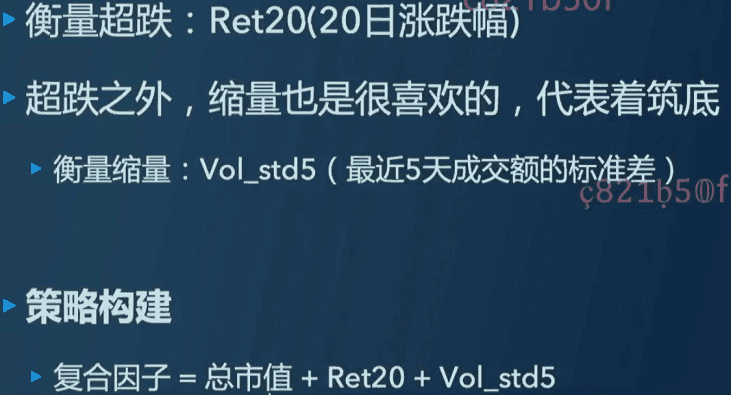 衡量超跌：Ret20(20日涨跌幅)
超跌之外，缩量也是很喜欢的，代表着筑底
衡量缩量：Vol_std5（最近5天成交额的标准差）
策略构建
复合因子 = 总市值 + Ret20 + Vol_std5